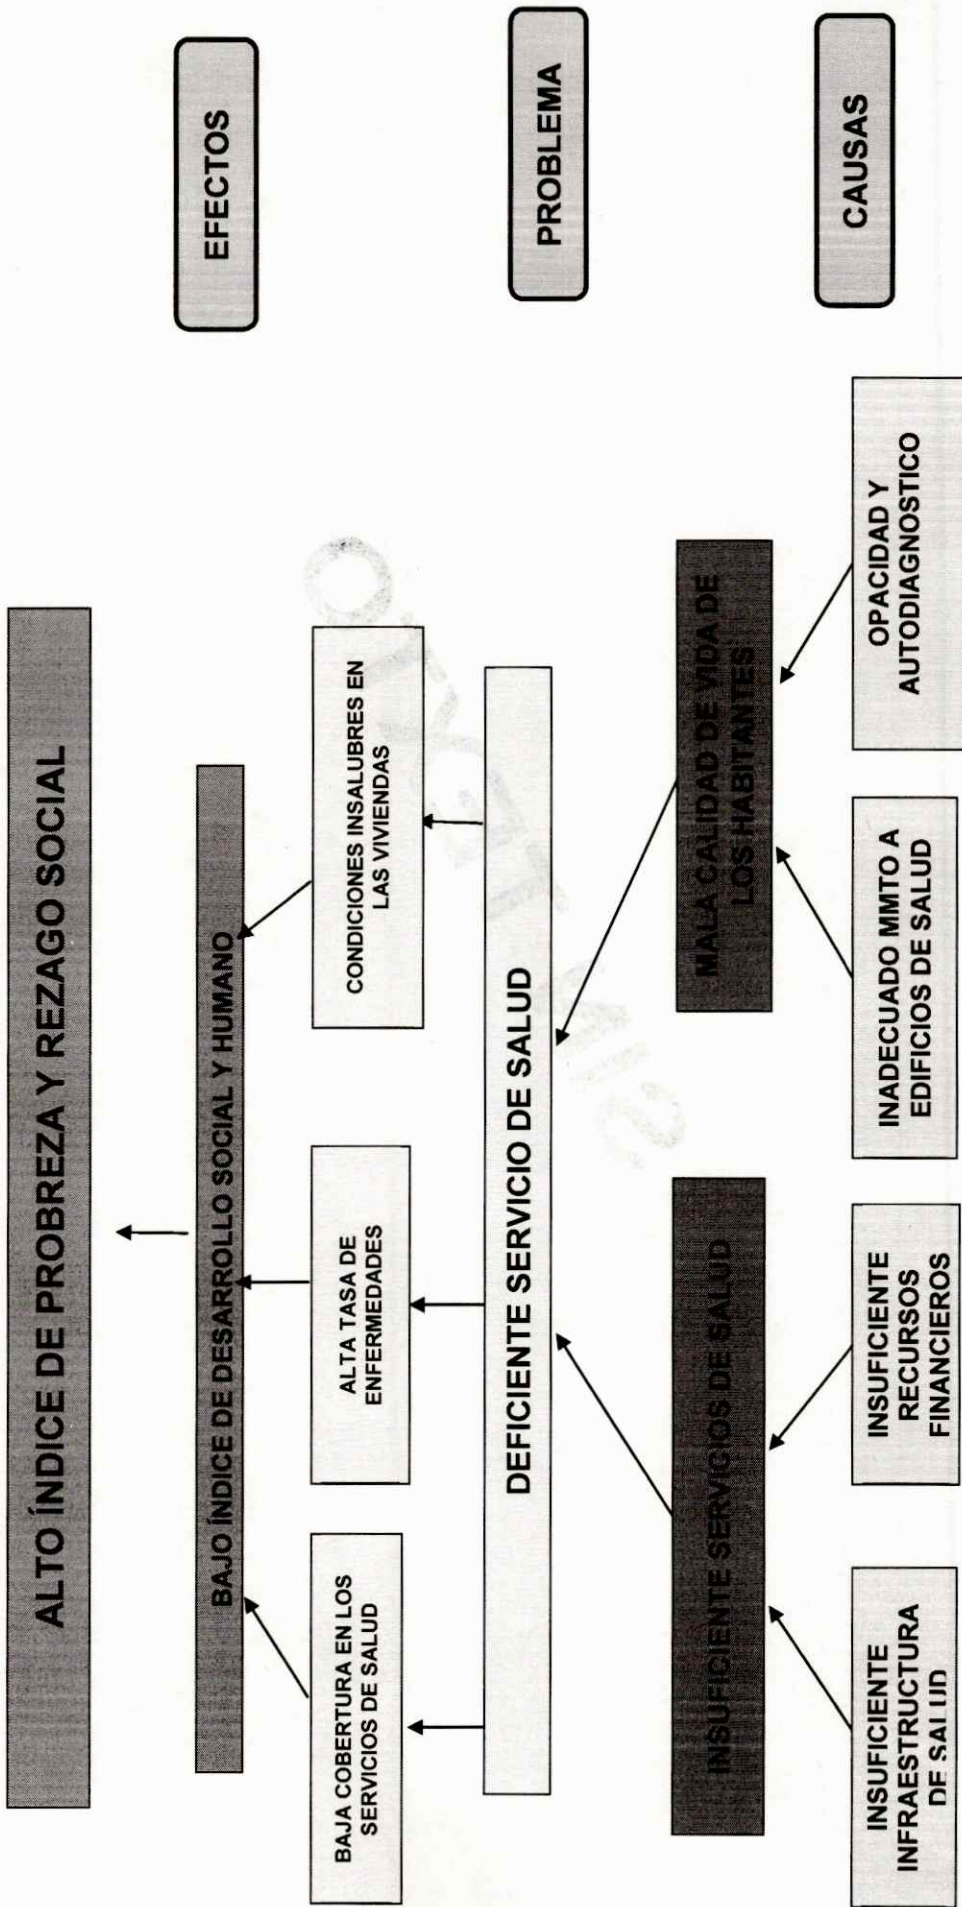 ALTO ÍNDICE DE PROBREZA Y REZAGO SOCIAL
EFECTOS
BAJO ÍNDICE DE DESARROLLO SOCIAL Y HUMANO
BAJA COBERTURA EN LOS
SERVICIOS DE SALUD
ALTA TASA DE
ENFERMEDADES
CONDICIONES INSALUBRES EN
LAS VIVIENDAS
DEFICIENTE SERVICIO DE SALUD
PROBLEMA
INSUFICIENTE SERVICIOS DE SALUD
MALA CALIDAD DE VIDA DE
LOS HABITANTES
CAUSAS
INSUFICIENTE
INFRAESTRUCTURA
DE SALUD
INSUFICIENTE
RECURSOS
FINANCIEROS
INADECUADO MMTO A
EDIFICIOS DE SALUD
OPACIDAD Y
AUTODIAGNOSTICO
SIN TEXTO